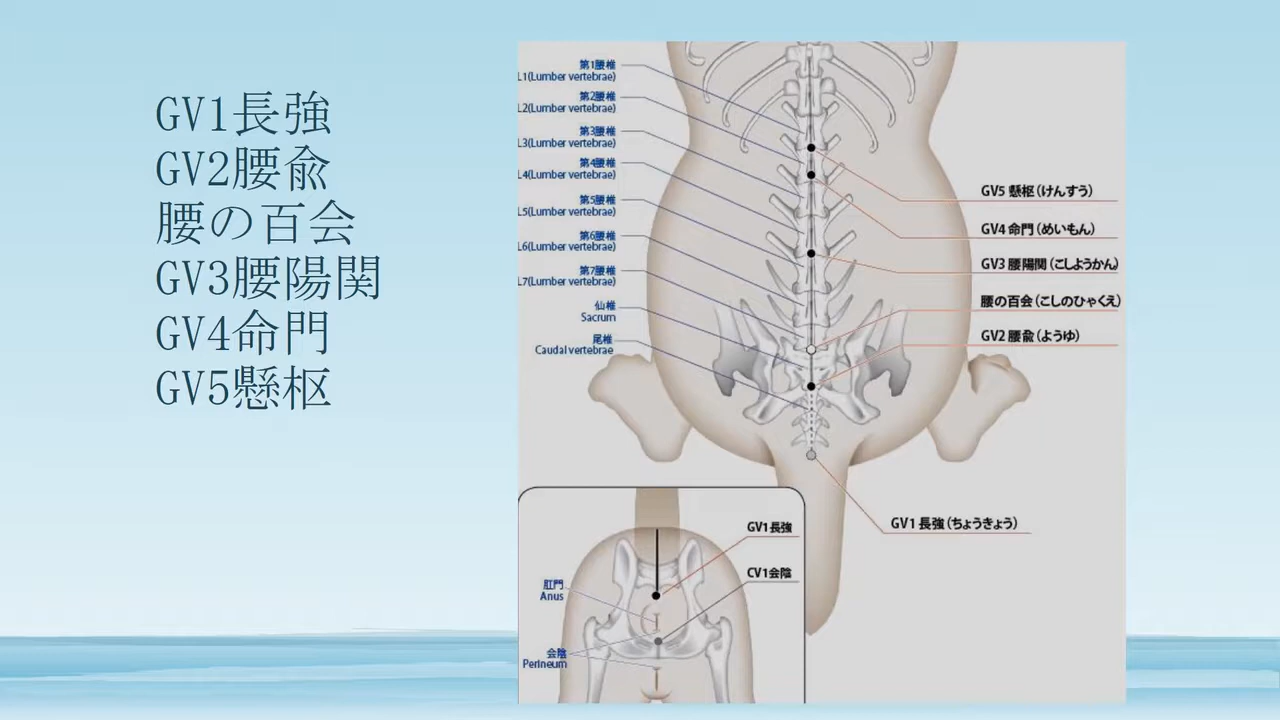 GV1長強
GV2腰兪
腰の百会
GV3腰陽関
GV4命門
GV5懸枢
第1腰椎
L1(Lumber vertebrae)
第2腰椎
L2(Lumber vertebrae)
第3腰椎
L3(Lumber vertebrae)
第4腰椎
L4(Lumber vertebrae)
第5腰椎
L5(Lumber vertebrae)
第6腰椎
L6(Lumber vertebrae)
第7腰椎
L7(Lumber vertebrae)
仙椎
Sacrum
尾椎
Caudal vertebrae
GV5 懸枢(けんすう)
GV4 命門(めいもん)
GV3 腰陽関(こしようかん)
腰の百会(こしのひゃくえ)
GV2 腰兪(ようゆ)
GV1 長強(ちょうきょう)
GV1長強
CV1会陰
肛門
Anus
会陰
Perineum